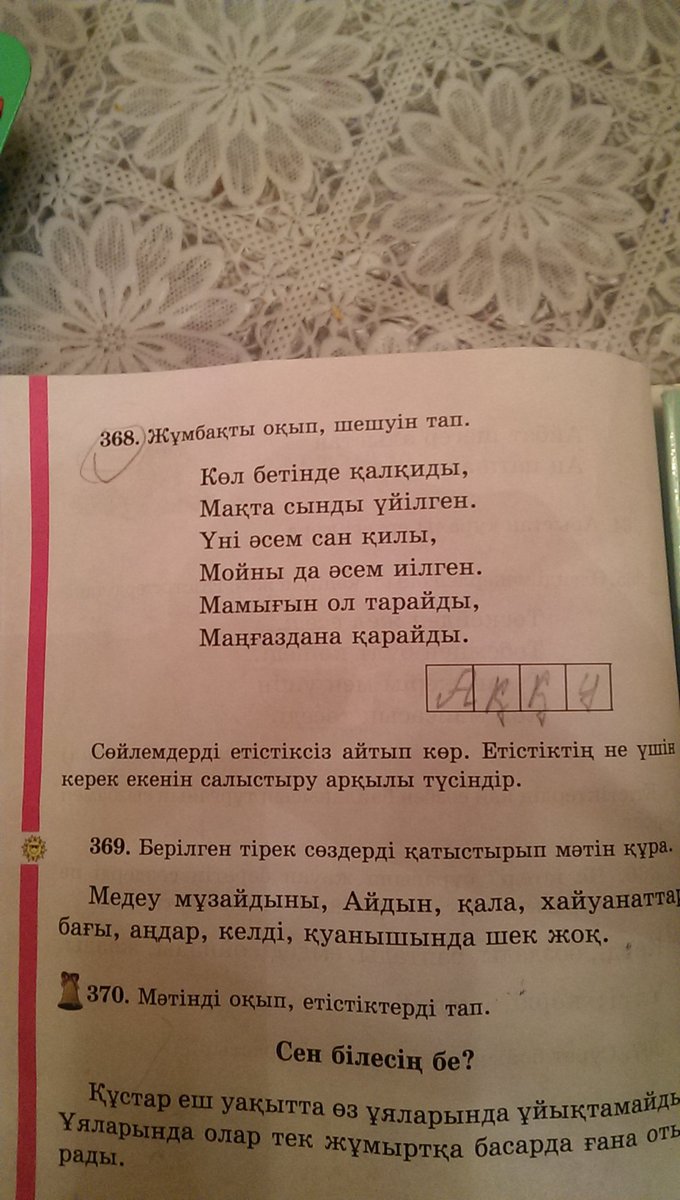 368. Жұмбақты оқып, шешуін тап.
Көл бетінде қалқиды,
Мақта сынды үйілген.
Үні әсем сан қилы,
Мойны да әсем иілген.
Мамығын ол тарайды,
Маңғаздана қарайды.
А қ қ у
Сөйлемдерді етістіксіз айтып көр. Етістіктің не үшін
керек екенін салыстыру арқылы түсіндір.
369. Берілген тірек сөздерді қатыстырып мәтін құра.
Медеу мұзайдыны, Айдын, қала, хайуанаттар
бағы, аңдар, келді, қуанышында шек жоқ.
370. Мәтінді оқып, етістіктерді тап.
Сен білесің бе?
Құстар еш уақытта өз ұяларында ұйықтамайды
Ұяларында олар тек жұмыртқа басарда ғана оты
рады.